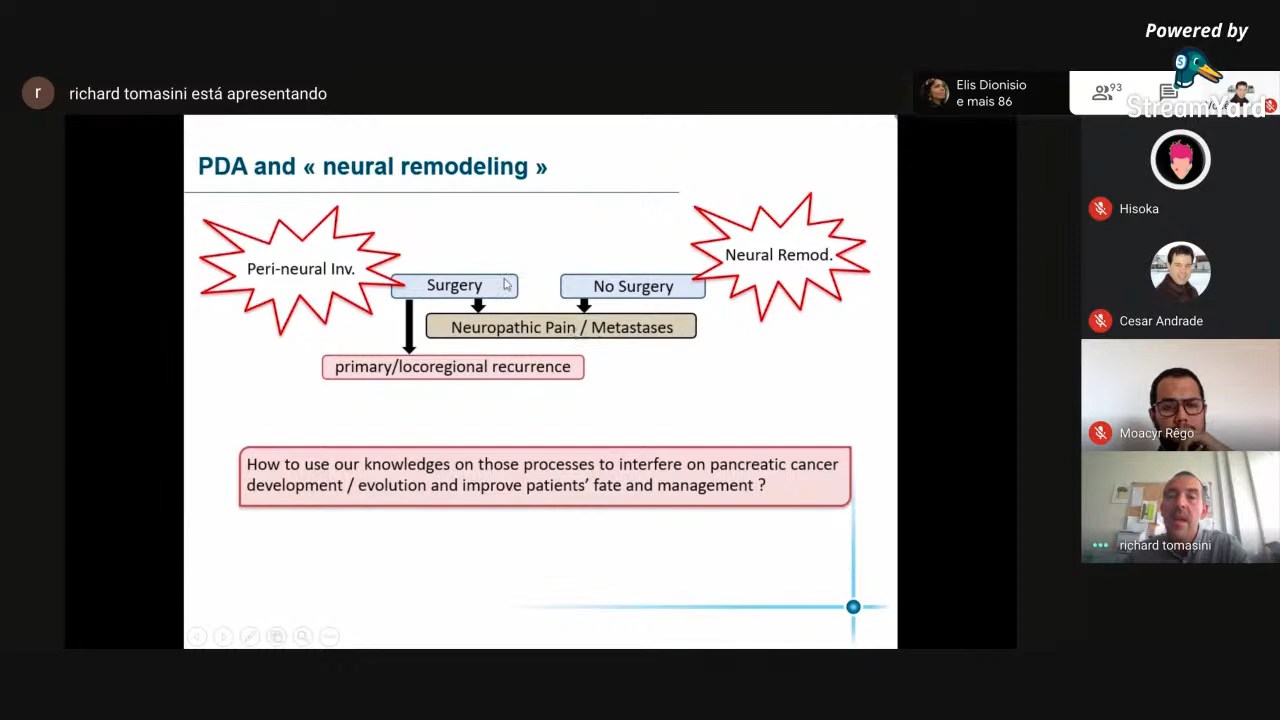 Powered by
S
StreamYard
r
richard tomasini está apresentando
Elis Dionisio
e mais 86
93
PDA and « neural remodeling »
Peri-neural Inv.
Neural Remod.
Surgery
No Surgery
Neuropathic Pain / Metastases
primary/locoregional recurrence
How to use our knowledges on those processes to interfere on pancreatic cancer
development / evolution and improve patients’ fate and management ?
Hisoka
Cesar Andrade
Moacyr Rêgo
richard tomasini